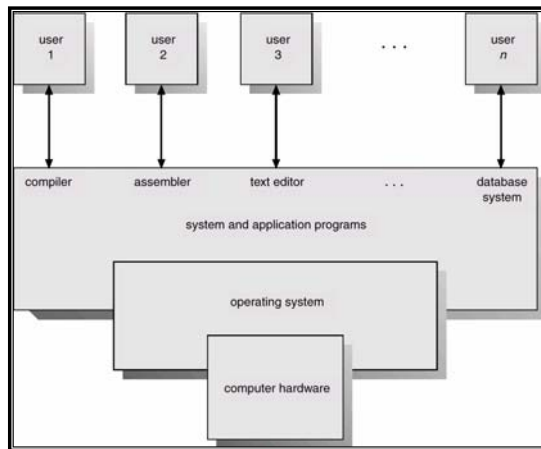 user user user user
1 2 3 . . . n
compiler assembler text editor . . . database
system
system and application programs
operating system
computer hardware